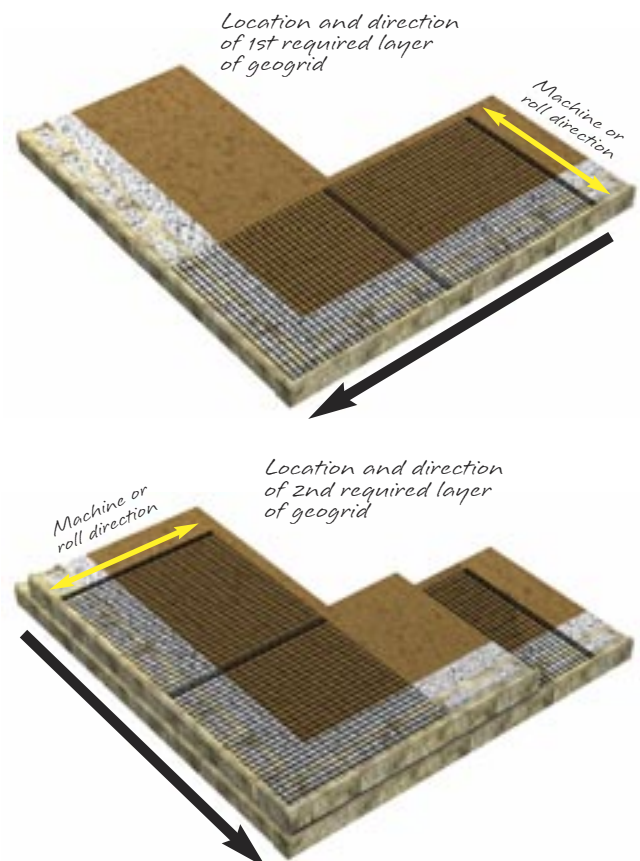 Location and direction
of 1st required layer
of geogrid
Machine or
roll direction
Location and direction
of 2nd required layer
of geogrid
Machine or
roll direction